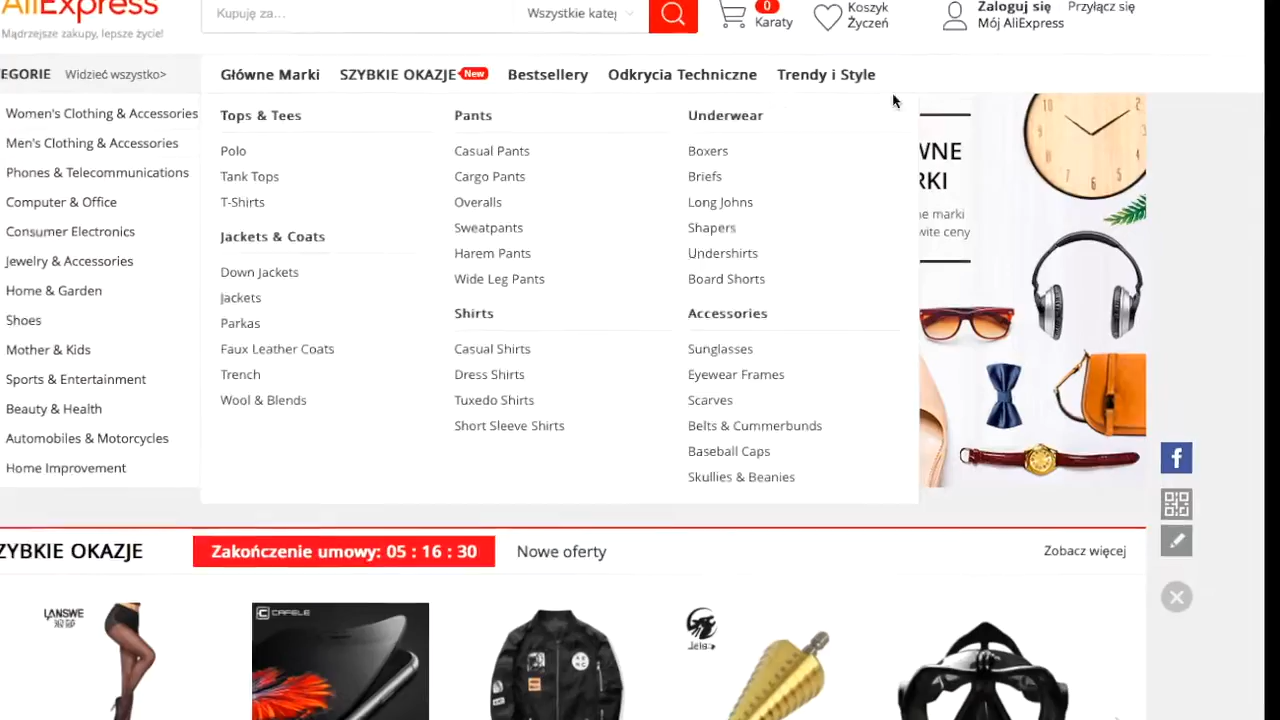 AliExpress
Mądrzejsze zakupy, lepsze życie!
Kupuję za...
Wszystkie kateg
0
Karaty
Koszyk
Życzeń
Zaloguj się
Przyłącz się
Mój AliExpress
EGORIE
Widzieć wszystko>
Główne Marki
SZYBKIE OKAZJE
New
Bestsellery
Odkrycia Techniczne
Trendy i Style
Women's Clothing & Accessories
Men's Clothing & Accessories
Phones & Telecommunications
Computer & Office
Consumer Electronics
Jewelry & Accessories
Home & Garden
Shoes
Mother & Kids
Sports & Entertainment
Beauty & Health
Automobiles & Motorcycles
Home Improvement
Tops & Tees
Polo
Tank Tops
T-Shirts
Jackets & Coats
Down Jackets
Jackets
Parkas
Faux Leather Coats
Trench
Wool & Blends
Pants
Casual Pants
Cargo Pants
Overalls
Sweatpants
Harem Pants
Wide Leg Pants
Shirts
Casual Shirts
Dress Shirts
Tuxedo Shirts
Short Sleeve Shirts
Underwear
Boxers
Briefs
Long Johns
Shapers
Undershirts
Board Shorts
Accessories
Sunglasses
Eyewear Frames
Scarves
Belts & Cummerbunds
Baseball Caps
Skullies & Beanies
WNE
RKI
ne marki
wite ceny
10
7 6 5
ZYBKIE OKAZJE
Zakończenie umowy: 05 : 16 : 30
Nowe oferty
Zobacz więcej
LANSWE
CAFELE